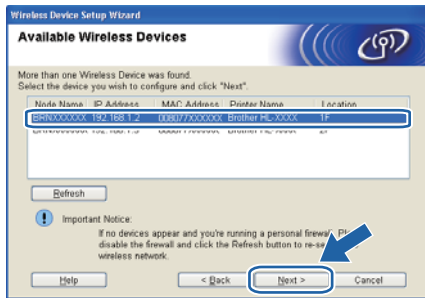 Wireless Device Setup Wizard
Available Wireless Devices
More than one Wireless Device was found.
Select the device you wish to configure and click "Next".
Node Name IP Address MAC Address Printer Name Location
BRNXXXXXX 192.168.1.2 008077XXXXXX Brother HL-XXXX 1F
Refresh
Important Notice:
If no devices appear and you're running a personal firewall,
disable the firewall and click the Refresh button to
wireless network.
Help < Back Next > Cancel